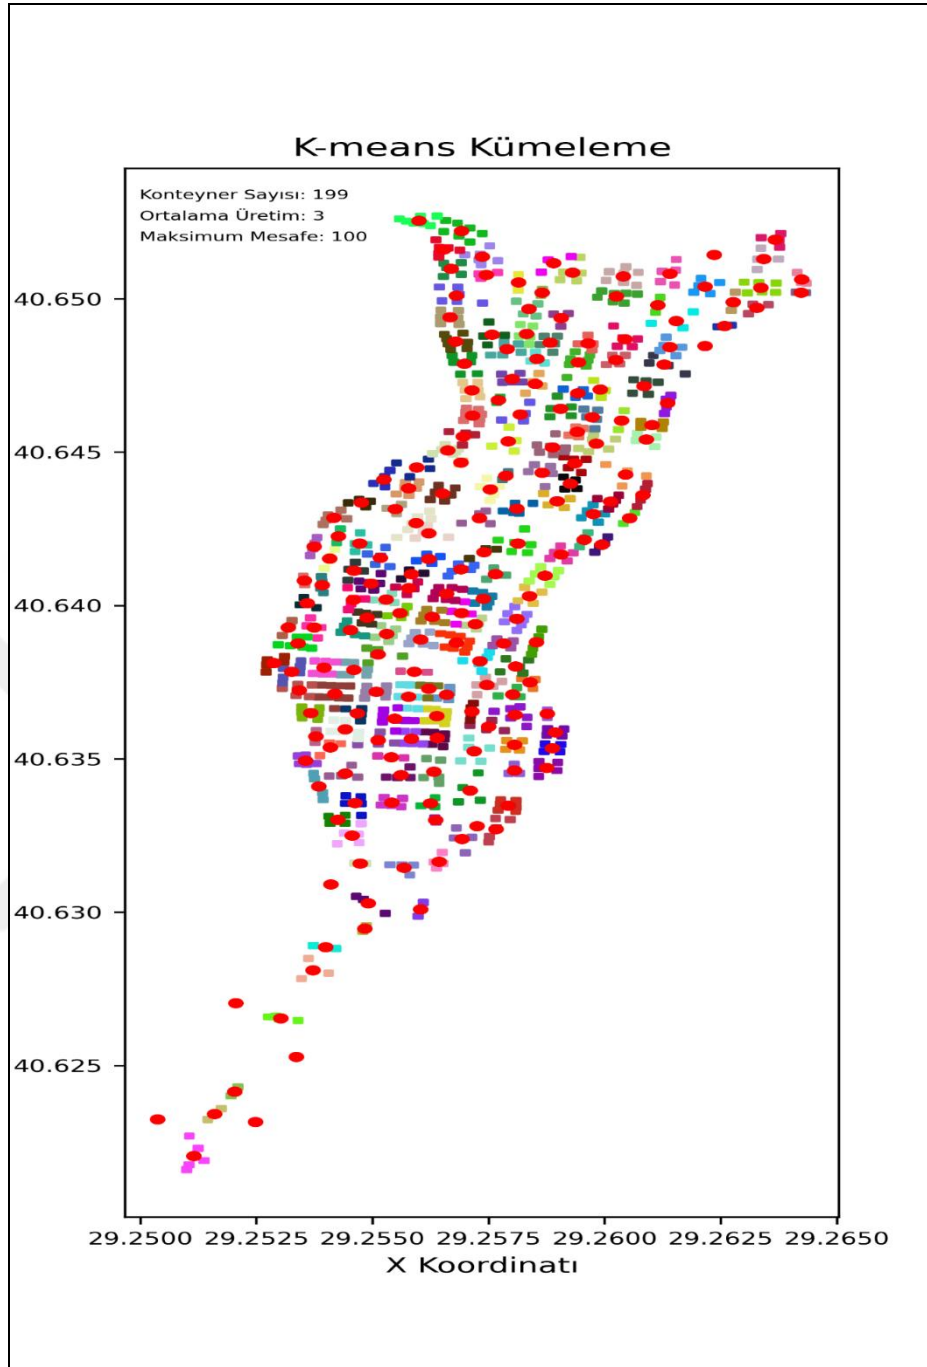 K-means Kümeleme
Konteyner Sayısı: 199
Ortalama Üretim: 3
Maksimum Mesafe: 100
40.650
40.645
40.640
40.635
40.630
40.625
29.2500 29.2525 29.2550 29.2575 29.2600 29.2625 29.2650
X Koordinatı